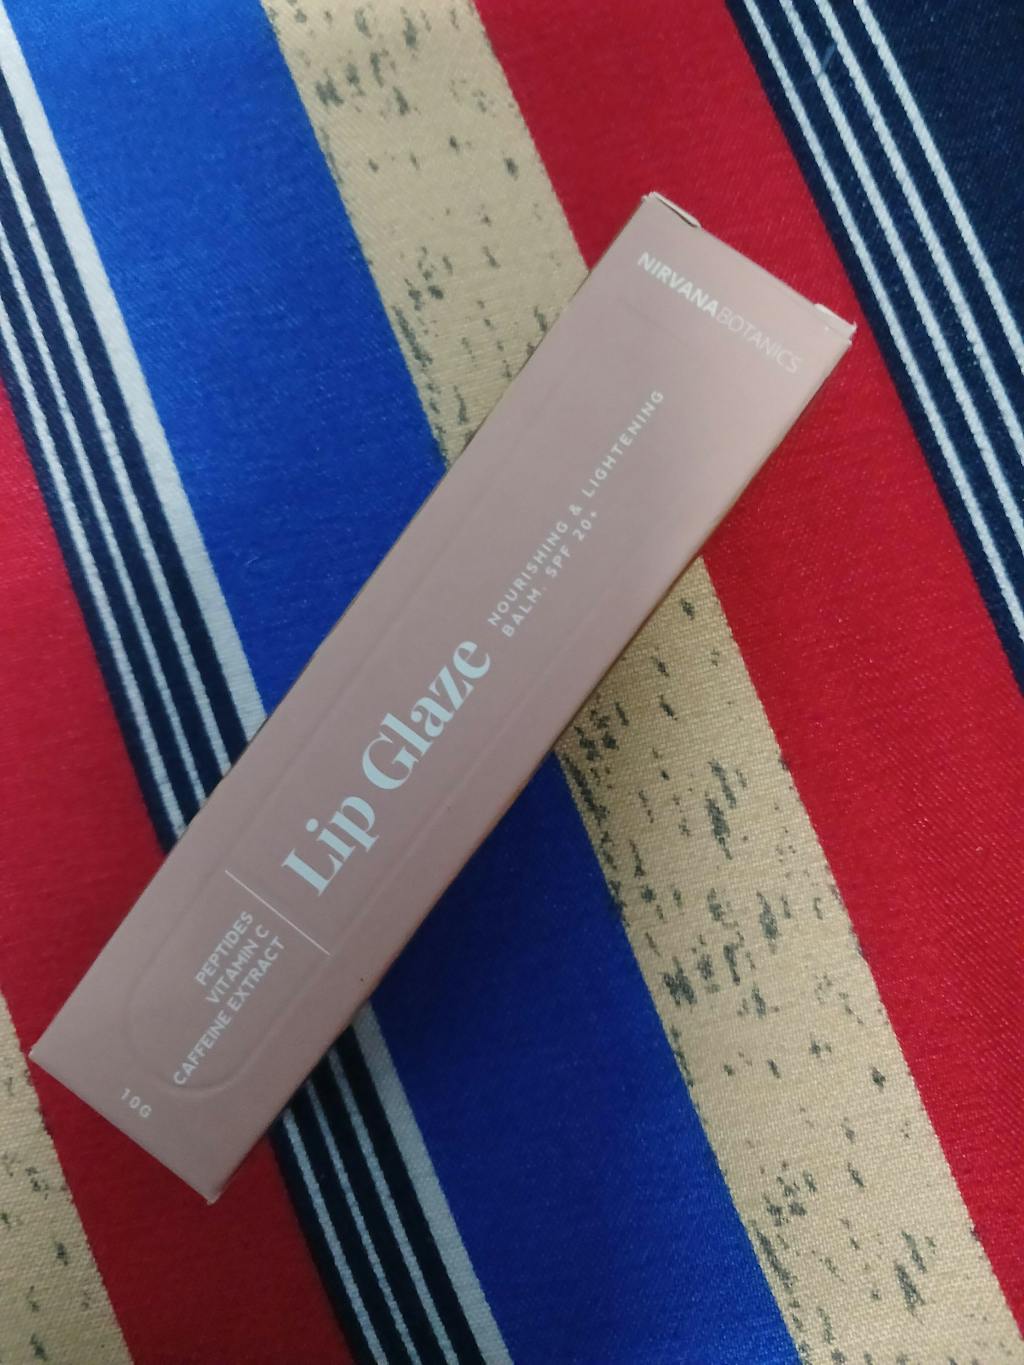 NIRVANABOTANICS
NOURISHING & LIGHTENING
BALM. SPF 20+
Lip Glaze
PEPTIDES
VITAMIN C
CAFFEINE EXTRACT
10G